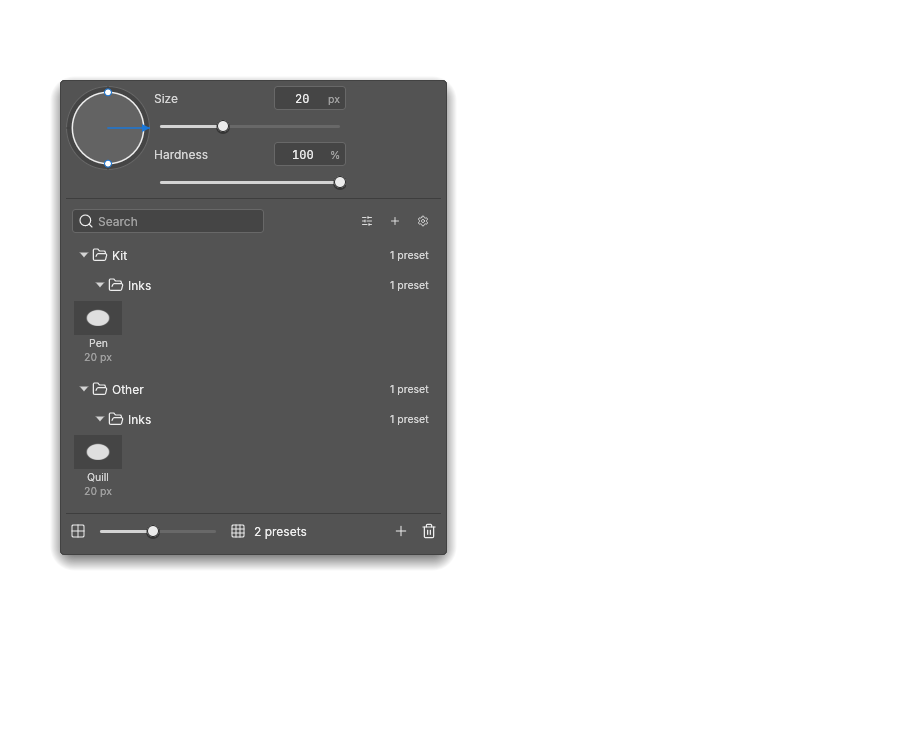 Size 20 px
Hardness 100 %
Search
Kit 1 preset
Inks 1 preset
Pen
20 px
Other 1 preset
Inks 1 preset
Quill
20 px
2 presets